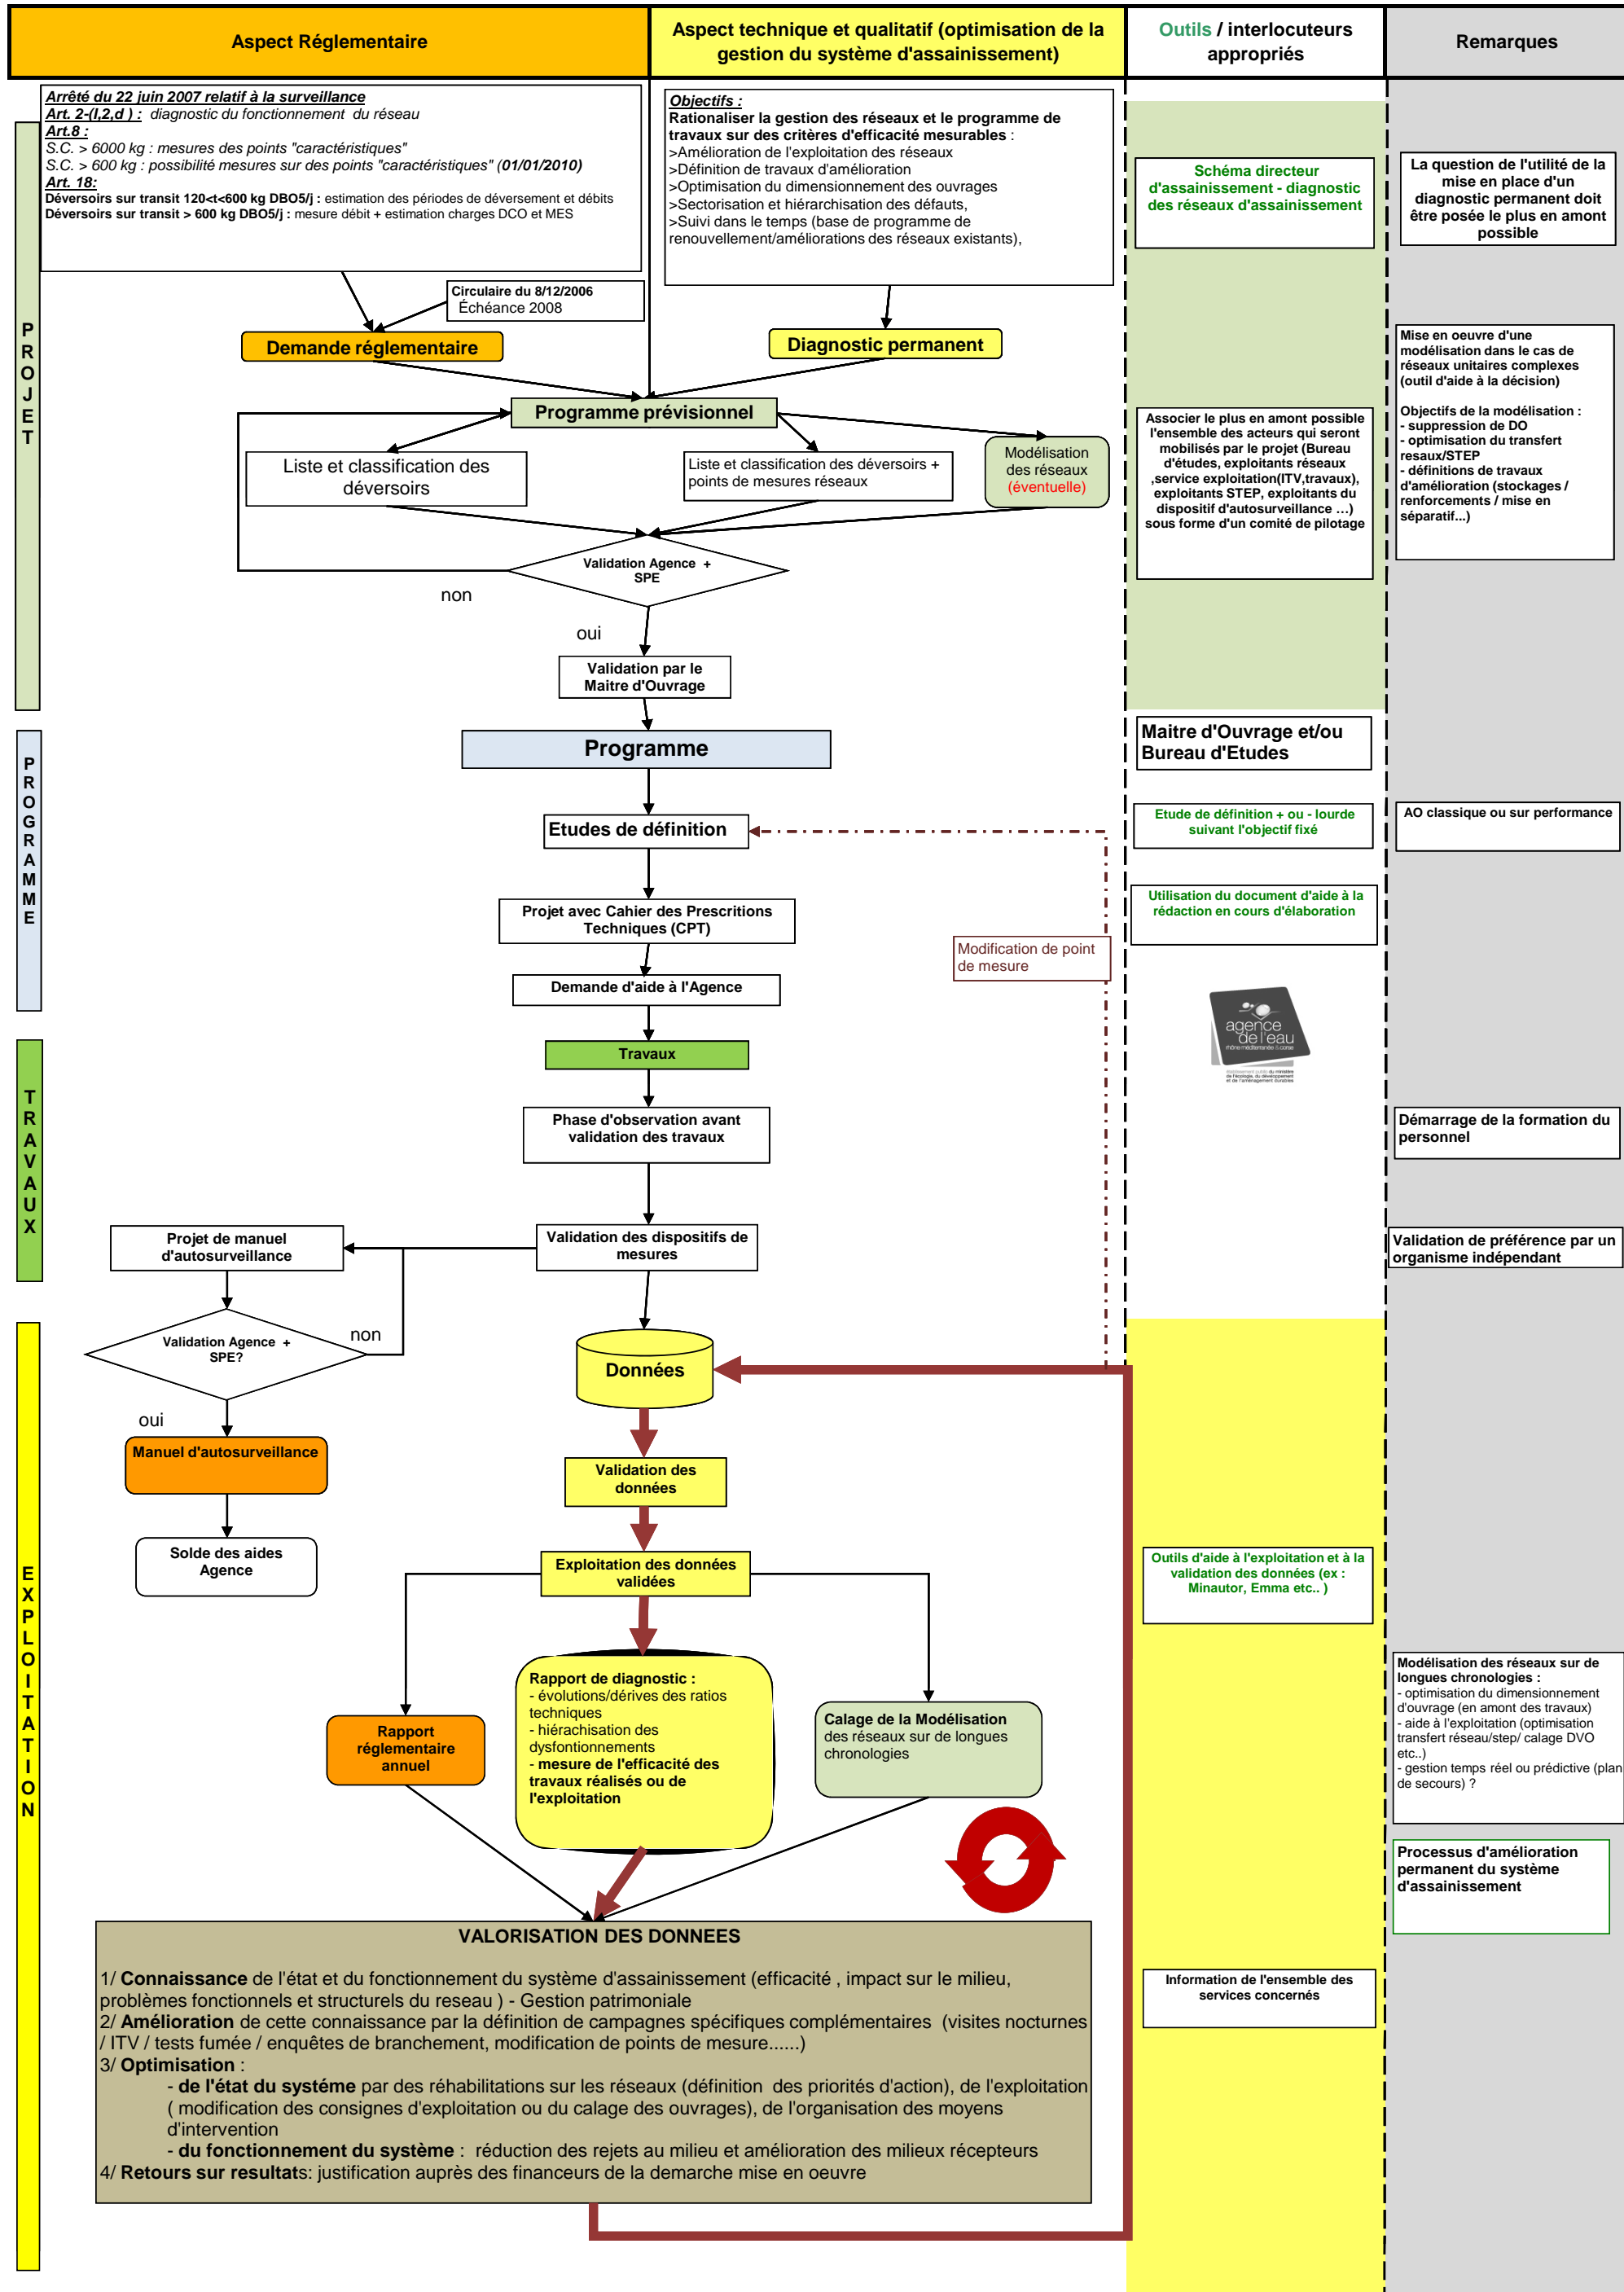 Aspect Réglementaire
Aspect technique et qualitatif (optimisation de la
gestion du système d'assainissement)
Outils / interlocuteurs
appropriés
Remarques
PROJET
Arrêté du 22 juin 2007 relatif à la surveillance
Art. 2-(I,2,d ) : diagnostic du fonctionnement du réseau
Art.8 :
S.C. > 6000 kg : mesures des points "caractéristiques"
S.C. > 600 kg : possibilité mesures sur des points "caractéristiques" (01/01/2010)
Art. 18:
Déversoirs sur transit 120<t<600 kg DBO5/j : estimation des périodes de déversement et débits
Déversoirs sur transit > 600 kg DBO5/j : mesure débit + estimation charges DCO et MES
Objectifs :
Rationaliser la gestion des réseaux et le programme de
travaux sur des critères d'efficacité mesurables :
>Amélioration de l'exploitation des réseaux
>Définition de travaux d'amélioration
>Optimisation du dimensionnement des ouvrages
>Sectorisation et hiérarchisation des défauts,
>Suivi dans le temps (base de programme de
renouvellement/améliorations des réseaux existants),
Schéma directeur
d'assainissement - diagnostic
des réseaux d'assainissement
La question de l'utilité de la
mise en place d'un
diagnostic permanent doit
être posée le plus en amont
possible
Circulaire du 8/12/2006
Échéance 2008
Demande réglementaire
Diagnostic permanent
Mise en oeuvre d'une
modélisation dans le cas de
réseaux unitaires complexes
(outil d'aide à la décision)
Objectifs de la modélisation :
- suppression de DO
- optimisation du transfert
resaux/STEP
- définitions de travaux
d'amélioration (stockages /
renforcements / mise en
séparatif...)
Programme prévisionnel
Liste et classification des
déversoirs
Liste et classification des déversoirs +
points de mesures réseaux
Modélisation
des réseaux
(éventuelle)
Associer le plus en amont possible
l'ensemble des acteurs qui seront
mobilisés par le projet (Bureau
d'études, exploitants réseaux
,service exploitation(ITV,travaux),
exploitants STEP, exploitants du
dispositif d'autosurveillance …)
sous forme d'un comité de pilotage
Validation Agence +
SPE
non
oui
Validation par le
Maitre d'Ouvrage
PROGRAMME
Programme
Maitre d'Ouvrage et/ou
Bureau d'Etudes
Etudes de définition
Etude de définition + ou - lourde
suivant l'objectif fixé
AO classique ou sur performance
Projet avec Cahier des Prescritions
Techniques (CPT)
Utilisation du document d'aide à la
rédaction en cours d'élaboration
Modification de point
de mesure
Demande d'aide à l'Agence
agence
de l'eau
rhône-méditerranée & corse
établissement public du ministère
de l'écologie, du développement
et de l'aménagement durables
TRAVAUX
Travaux
Phase d'observation avant
validation des travaux
Démarrage de la formation du
personnel
Projet de manuel
d'autosurveillance
Validation des dispositifs de
mesures
Validation de préférence par un
organisme indépendant
EXPLOITATION
Validation Agence +
SPE?
non
oui
Données
Manuel d'autosurveillance
Validation des
données
Solde des aides
Agence
Exploitation des données
validées
Outils d'aide à l'exploitation et à la
validation des données (ex :
Minautor, Emma etc.. )
Rapport
réglementaire
annuel
Rapport de diagnostic :
- évolutions/dérives des ratios
techniques
- hiérachisation des
dysfontionnements
- mesure de l'efficacité des
travaux réalisés ou de
l'exploitation
Calage de la Modélisation
des réseaux sur de longues
chronologies
Modélisation des réseaux sur de
longues chronologies :
- optimisation du dimensionnement
d'ouvrage (en amont des travaux)
- aide à l'exploitation (optimisation
transfert réseau/step/ calage DVO
etc..)
- gestion temps réel ou prédictive (plan
de secours) ?
Processus d'amélioration
permanent du système
d'assainissement
VALORISATION DES DONNEES
1/ Connaissance de l'état et du fonctionnement du système d'assainissement (efficacité , impact sur le milieu,
problèmes fonctionnels et structurels du reseau ) - Gestion patrimoniale
2/ Amélioration de cette connaissance par la définition de campagnes spécifiques complémentaires (visites nocturnes
/ ITV / tests fumée / enquêtes de branchement, modification de points de mesure......)
3/ Optimisation :
- de l'état du systéme par des réhabilitations sur les réseaux (définition des priorités d'action), de l'exploitation
( modification des consignes d'exploitation ou du calage des ouvrages), de l'organisation des moyens
d'intervention
- du fonctionnement du système : réduction des rejets au milieu et amélioration des milieux récepteurs
4/ Retours sur resultats: justification auprès des financeurs de la demarche mise en oeuvre
Information de l'ensemble des
services concernés